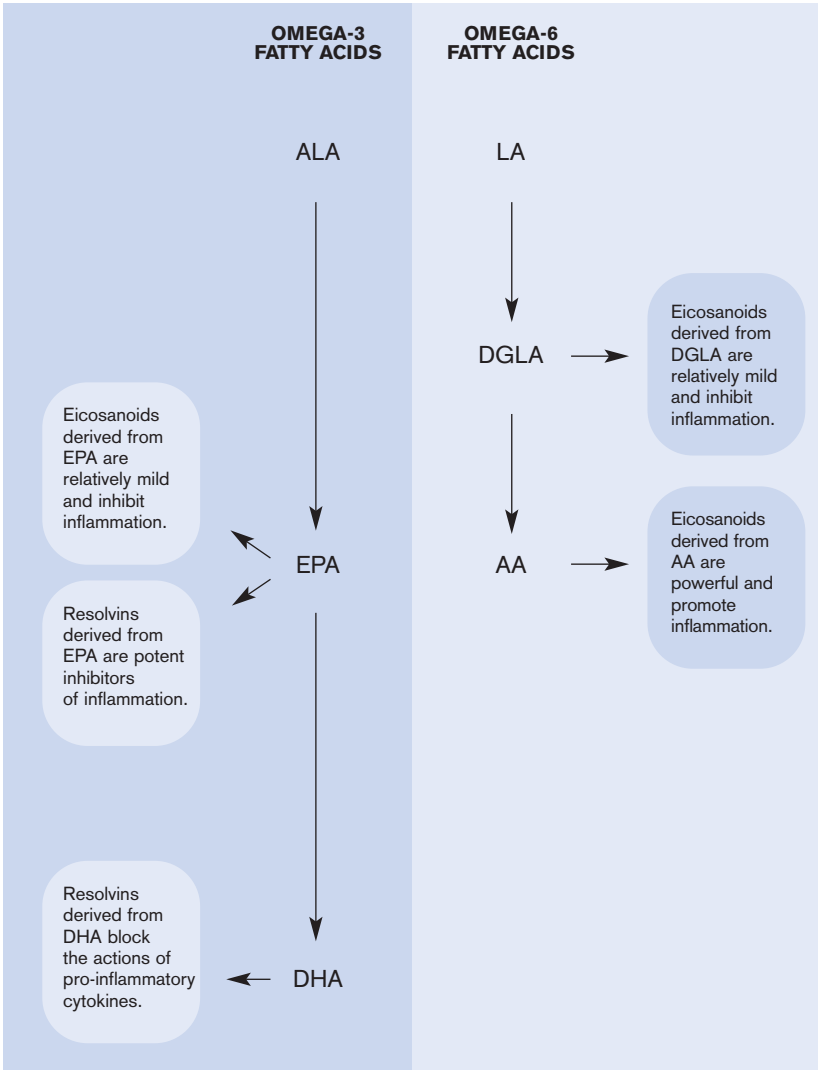 OMEGA-3
FATTY ACIDS
ALA
Eicosanoids
derived from
EPA are
relatively mild
and inhibit
inflammation.
EPA
Resolvins
derived from
EPA are potent
inhibitors
of inflammation.
Resolvins
derived from
DHA block
the actions of
pro-inflammatory
cytokines.
DHA
OMEGA-6
FATTY ACIDS
LA
DGLA
Eicosanoids
derived from
DGLA are
relatively mild
and inhibit
inflammation.
AA
Eicosanoids
derived from
AA are
powerful and
promote
inflammation.